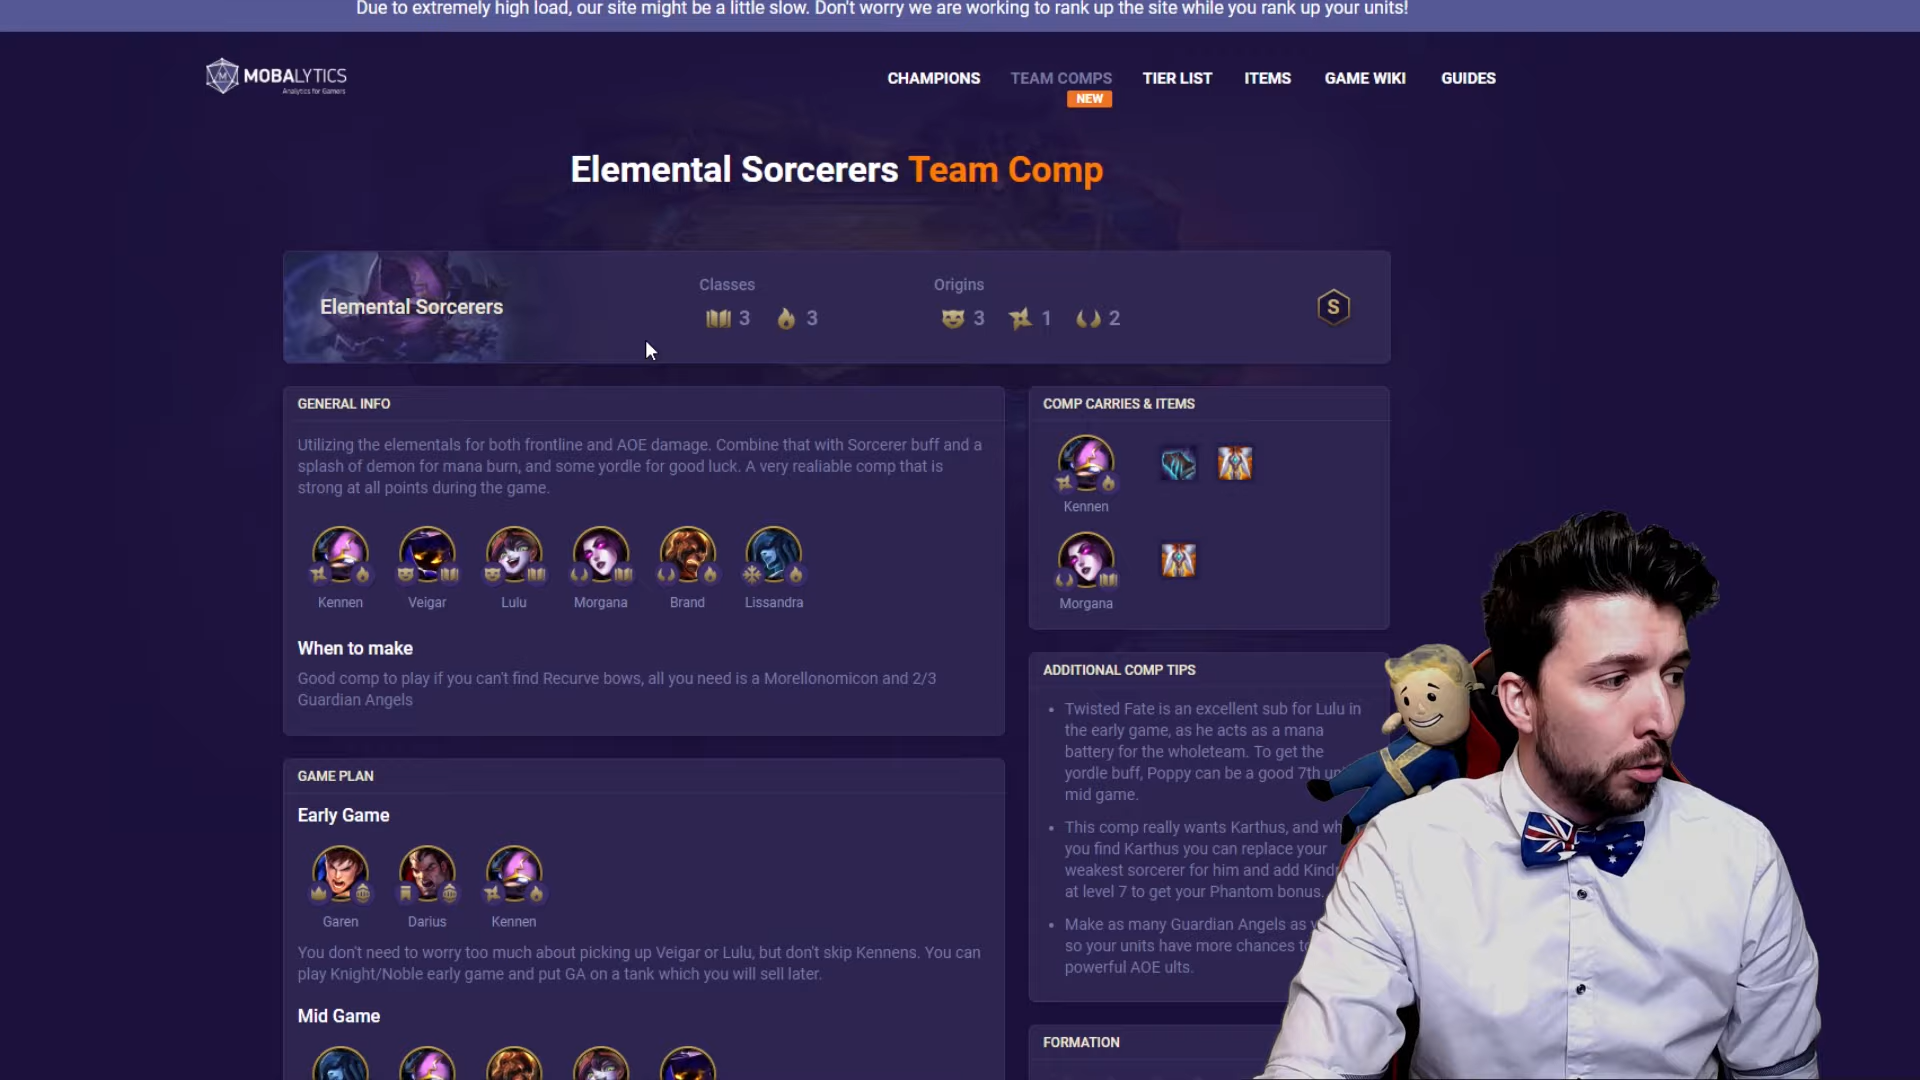 Due to extremely high load, our site might be a little slow. Don't worry we are working to rank up the site while you rank up your units!
MOBALYTICS
Analytics for Gamers
CHAMPIONS
TEAM COMPS
NEW
TIER LIST
ITEMS
GAME WIKI
GUIDES
Elemental Sorcerers Team Comp
Elemental Sorcerers
Classes
3
3
Origins
3
1
2
S
GENERAL INFO
Utilizing the elementals for both frontline and AOE damage. Combine that with Sorcerer buff and a
splash of demon for mana burn, and some yordle for good luck. A very realiable comp that is
strong at all points during the game.
Kennen
Veigar
Lulu
Morgana
Brand
Lissandra
When to make
Good comp to play if you can't find Recurve bows, all you need is a Morellonomicon and 2/3
Guardian Angels
GAME PLAN
Early Game
Garen
Darius
Kennen
You don't need to worry too much about picking up Veigar or Lulu, but don't skip Kennens. You can
play Knight/Noble early game and put GA on a tank which you will sell later.
Mid Game
COMP CARRIES & ITEMS
Kennen
Morgana
ADDITIONAL COMP TIPS
Twisted Fate is an excellent sub for Lulu in
the early game, as he acts as a mana
battery for the wholeteam. To get the
yordle buff, Poppy can be a good 7th
mid game.
This comp really wants Karthus, and
you find Karthus you can replace your
weakest sorcerer for him and add
at level 7 to get your Phantom bonus.
Make as many Guardian Angels as
so your units have more chances
powerful AOE ults.
FORMATION